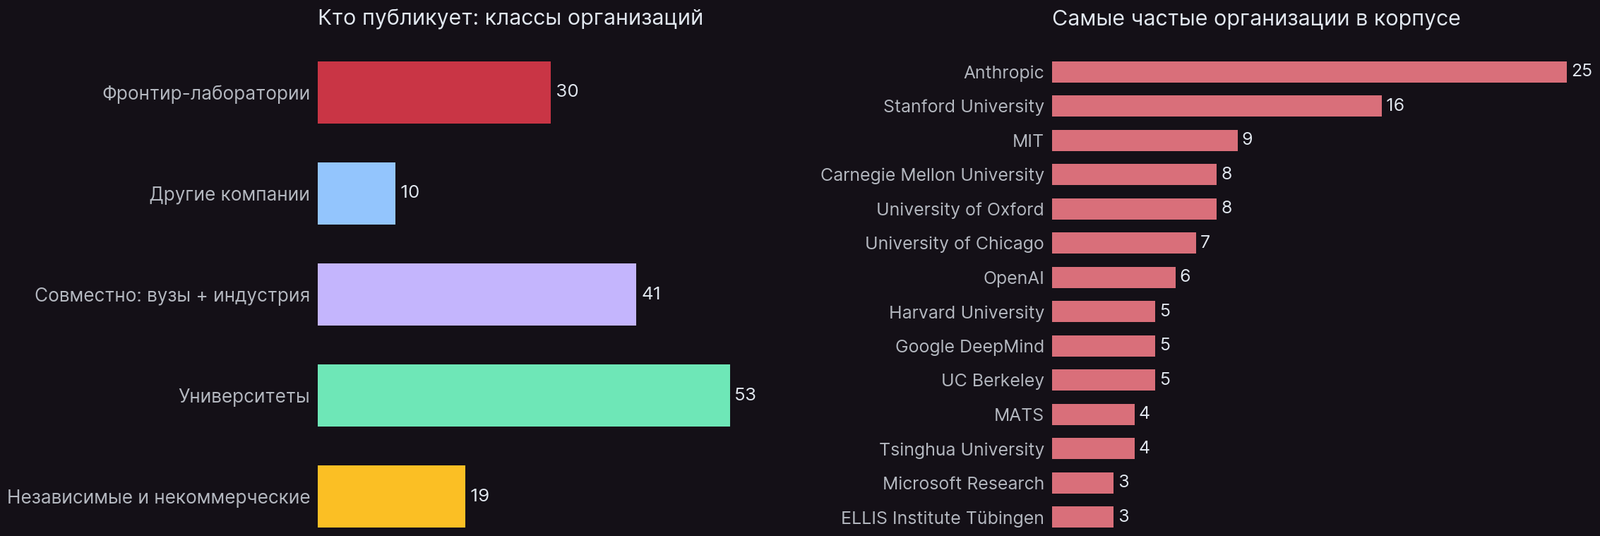 Кто публикует: классы организаций
Фронтир-лаборатории 30
Другие компании 10
Совместно: вузы + индустрия 41
Университеты 53
Независимые и некоммерческие 19
Самые частые организации в корпусе
Anthropic 25
Stanford University 16
MIT 9
Carnegie Mellon University 8
University of Oxford 8
University of Chicago 7
OpenAI 6
Harvard University 5
Google DeepMind 5
UC Berkeley 5
MATS 4
Tsinghua University 4
Microsoft Research 3
ELLIS Institute Tübingen 3